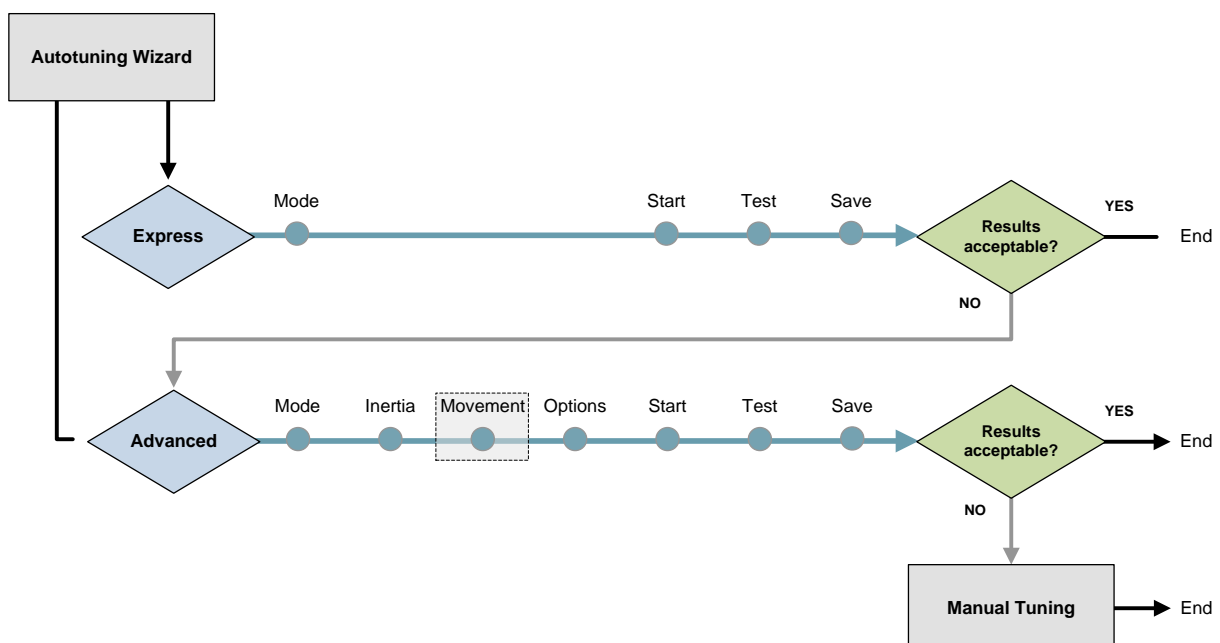 Autotuning Wizard
Mode
Start
Test
Save
Express
Results
acceptable?
YES
End
NO
Mode
Inertia
Movement
Options
Start
Test
Save
Advanced
Results
acceptable?
YES
End
NO
Manual Tuning
End